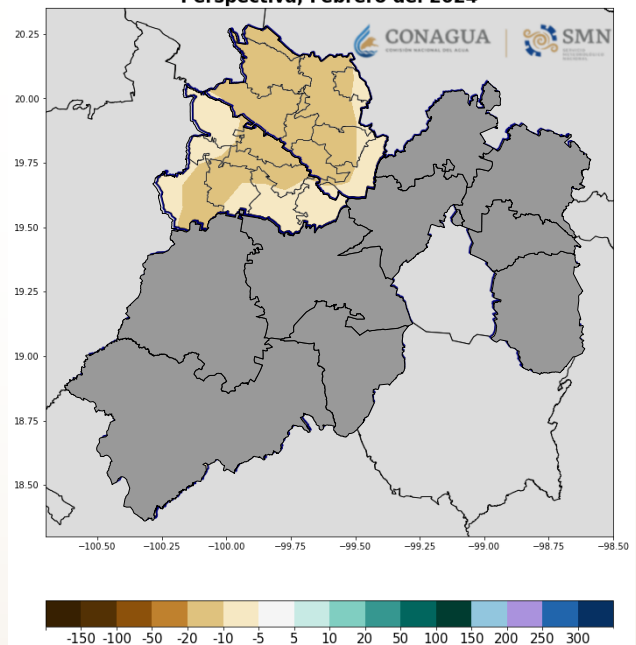 Perspectiva, Febrero del 2024
CONAGUA
COMISIÓN NACIONAL DEL AGUA
SMN
SERVICIO
METEOROLÓGICO
NACIONAL
20.25
20.00
19.75
19.50
19.25
19.00
18.75
18.50
−100.50 −100.25 −100.00 −99.75 −99.50 −99.25 −99.00 −98.75 −98.50
-150 -100 -50 -20 -10 -5 5 10 20 50 100 150 200 250 300